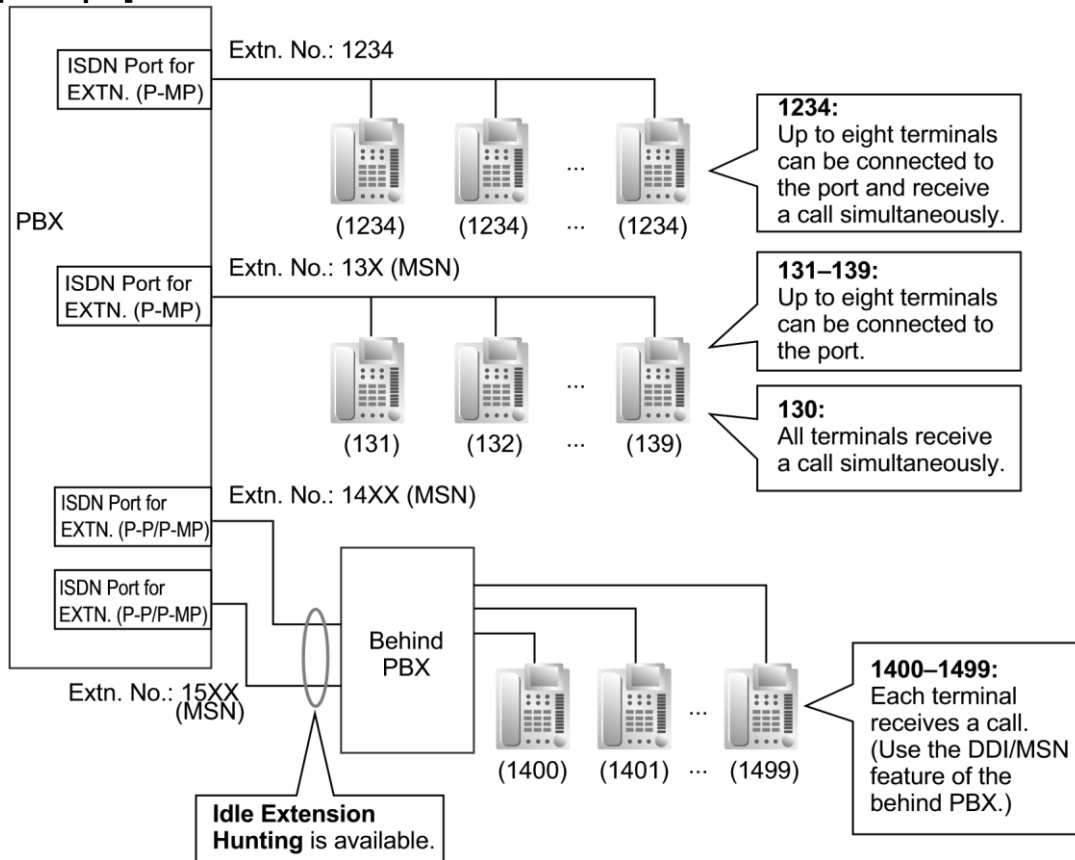 PBX
ISDN Port for
EXTN. (P-MP)
Extn. No.: 1234
...
(1234)
(1234)
...
(1234)
1234:
Up to eight terminals
can be connected to
the port and receive
a call simultaneously.
ISDN Port for
EXTN. (P-MP)
Extn. No.: 13X (MSN)
...
(131)
(132)
...
(139)
131–139:
Up to eight terminals
can be connected to
the port.
130:
All terminals receive
a call simultaneously.
ISDN Port for
EXTN. (P-P/P-MP)
Extn. No.: 14XX (MSN)
ISDN Port for
EXTN. (P-P/P-MP)
Extn. No.: 15XX
(MSN)
Behind
PBX
Idle Extension
Hunting is available.
...
(1400)
(1401)
...
(1499)
1400–1499:
Each terminal
receives a call.
(Use the DDI/MSN
feature of the
behind PBX.)